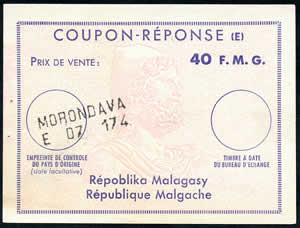 COUPON-RÉPONSE (E)
PRIX DE VENTE: 40 F. M. G.
MORONDAVA
E 07 174
EMPREINTE DE CONTRÔLE
DU PAYS D'ORIGINE
(date facultative)
TIMBRE À DATE
DU BUREAU D'ÉCHANGE
Répoblika Malagasy
République Malgache